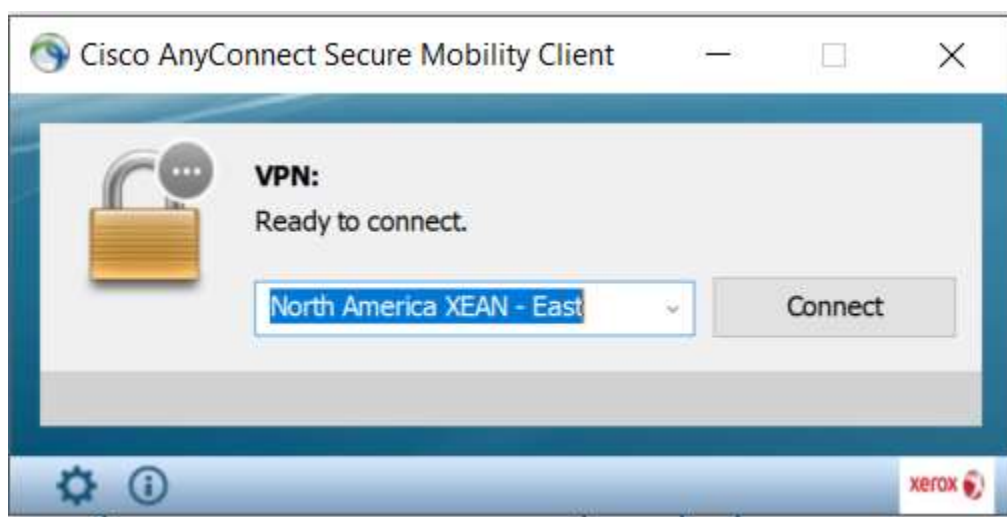 Cisco AnyConnect Secure Mobility Client
VPN:
Ready to connect.
North America XEAN - East
Connect
xerox